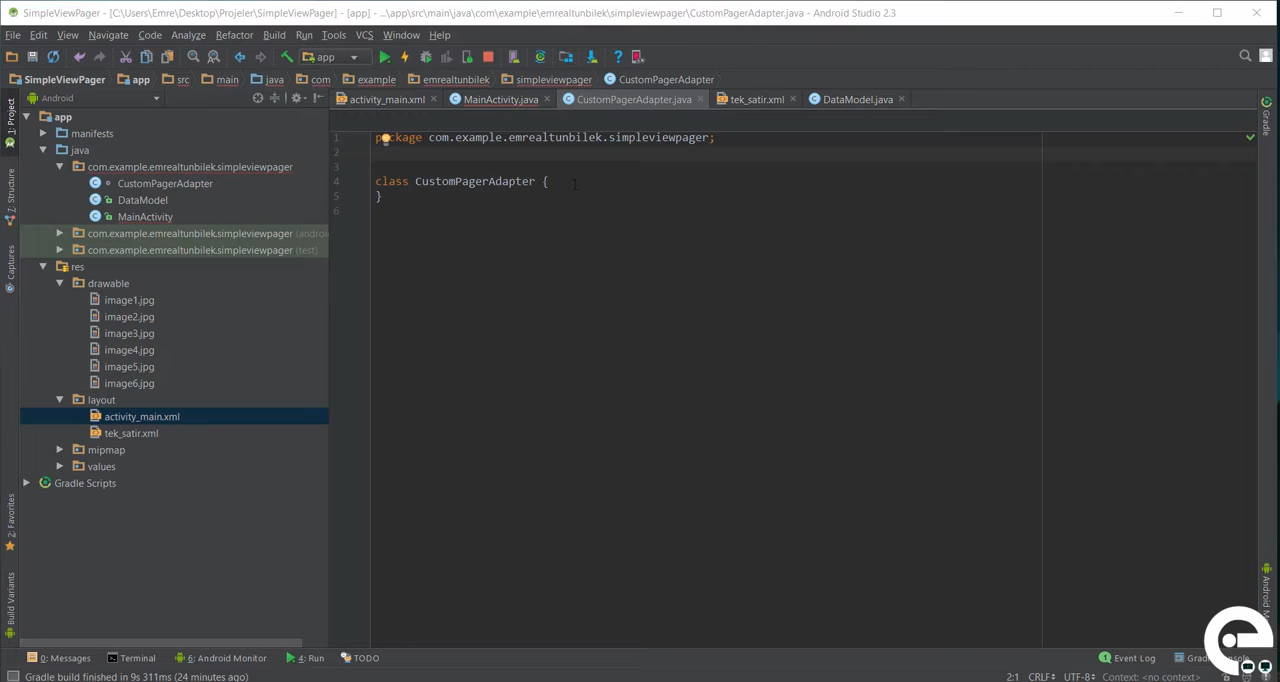 SimpleViewPager - [C:\Users\Emre\Desktop\Projeler\SimpleViewPager] - [app] - ...\app\src\main\java\com\example\emrealtunbilek\simpleviewpager\CustomPagerAdapter.java - Android Studio 2.3
File Edit View Navigate Code Analyze Refactor Build Run Tools VCS Window Help
app
SimpleViewPager app src main java com example emrealtunbilek simpleviewpager CustomPagerAdapter
Android
activity_main.xml MainActivity.java CustomPagerAdapter.java tek_satir.xml DataModel.java
1: Project
7: Structure
Captures
2: Favorites
Build Variants
app
manifests
java
com.example.emrealtunbilek.simpleviewpager
CustomPagerAdapter
DataModel
MainActivity
com.example.emrealtunbilek.simpleviewpager (androi
com.example.emrealtunbilek.simpleviewpager (test)
res
drawable
image1.jpg
image2.jpg
image3.jpg
image4.jpg
image5.jpg
image6.jpg
layout
activity_main.xml
tek_satir.xml
mipmap
values
Gradle Scripts
1 package com.example.emrealtunbilek.simpleviewpager;
2
3
4 class CustomPagerAdapter {
5 }
6
Gradle
0: Messages Terminal 6: Android Monitor 4: Run TODO Event Log
Gradle build finished in 9s 311ms (24 minutes ago) 2:1 CRLF UTF-8 Context: <no context>